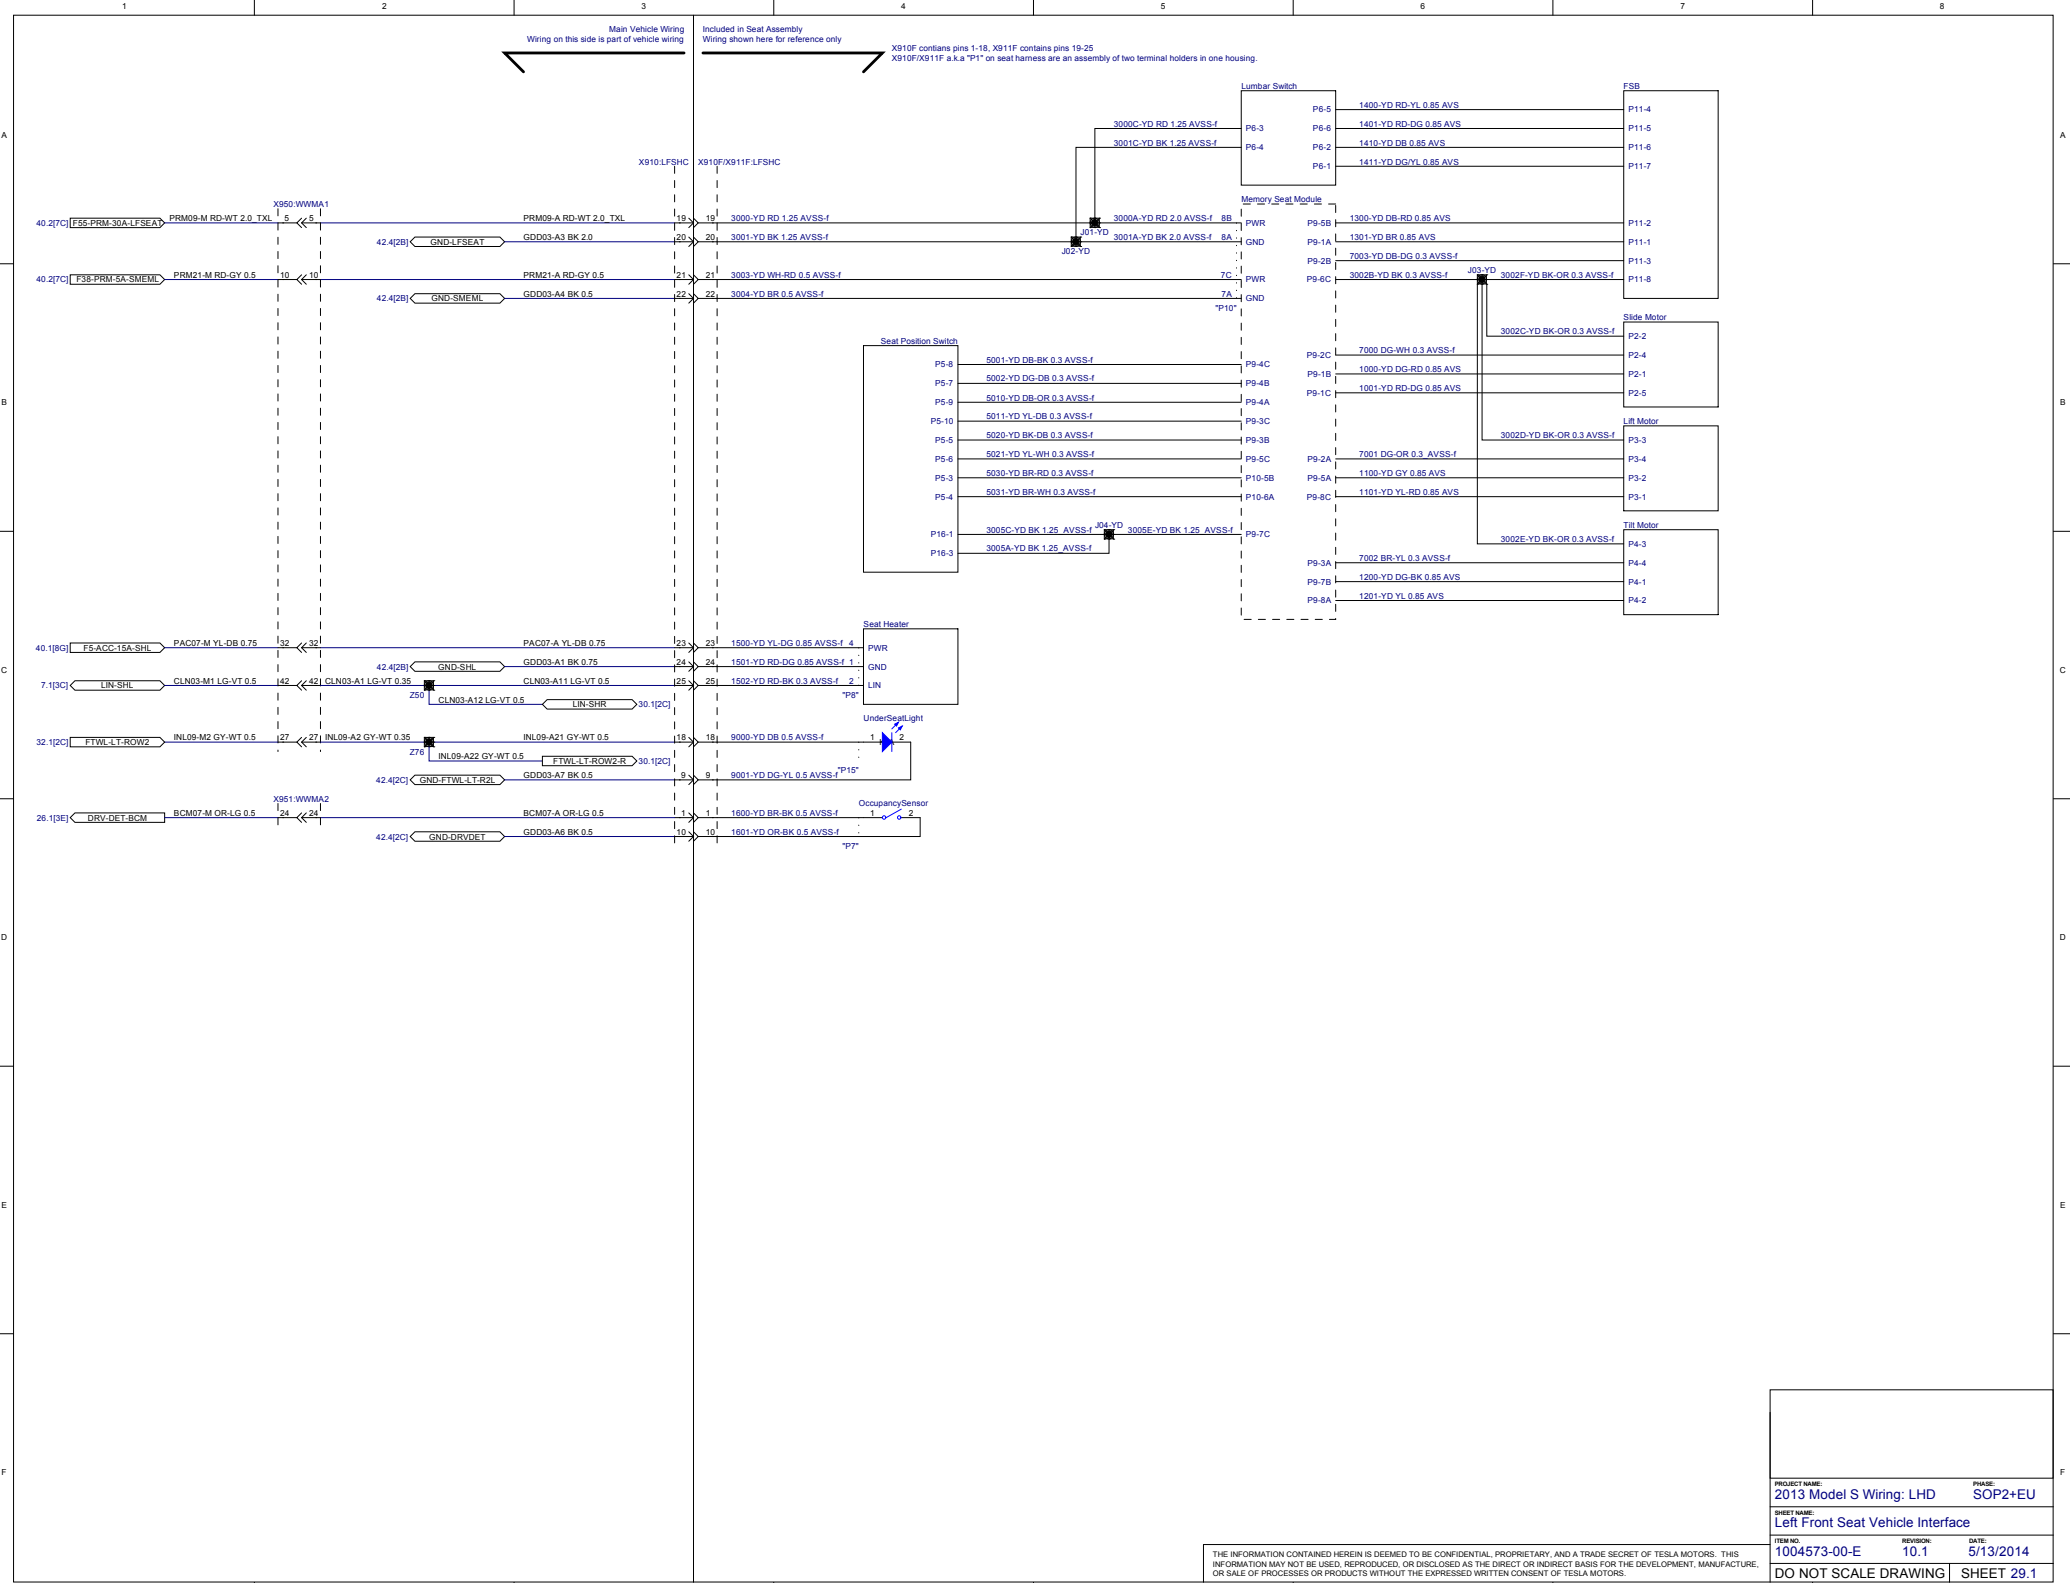 1 2 3 4 5 6 7 8
Main Vehicle Wiring
Wiring on this side is part of vehicle wiring
Included in Seat Assembly
Wiring shown here for reference only
X910F contians pins 1-18, X911F contains pins 19-25
X910F/X911F a.k.a "P1" on seat harness are an assembly of two terminal holders in one housing.
Lumbar Switch
FSB
P6-5 1400-YD RD-YL 0.85 AVS P11-4
A 3000C-YD RD 1.25 AVSS-f P6-3 P6-6 1401-YD RD-DG 0.85 AVS P11-5 A
3001C-YD BK 1.25 AVSS-f P6-4 P6-2 1410-YD DB 0.85 AVS P11-6
X910:LFSHC X910F/X911F:LFSHC P6-1 1411-YD DG/YL 0.85 AVS P11-7
X950:WWMA1
Memory Seat Module
40.2[7C] F55-PRM-30A-LFSEAT PRM09-M RD-WT 2.0_TXL 5 5 PRM09-A RD-WT 2.0_TXL 19 19 3000-YD RD 1.25 AVSS-f 3000A-YD RD 2.0 AVSS-f 8B PWR P9-5B 1300-YD DB-RD 0.85 AVS P11-2
J01-YD
42.4[2B] GND-LFSEAT GDD03-A3 BK 2.0 20 20 3001-YD BK 1.25 AVSS-f 3001A-YD BK 2.0 AVSS-f 8A GND P9-1A 1301-YD BR 0.85 AVS P11-1
J02-YD
P9-2B 7003-YD DB-DG 0.3 AVSS-f P11-3
J03-YD
40.2[7C] F38-PRM-5A-SMEML PRM21-M RD-GY 0.5 10 10 PRM21-A RD-GY 0.5 21 21 3003-YD WH-RD 0.5 AVSS-f 7C PWR P9-6C 3002B-YD BK 0.3 AVSS-f 3002F-YD BK-OR 0.3 AVSS-f P11-8
42.4[2B] GND-SMEML GDD03-A4 BK 0.5 22 22 3004-YD BR 0.5 AVSS-f 7A GND
"P10"
Slide Motor
3002C-YD BK-OR 0.3 AVSS-f P2-2
Seat Position Switch
P9-2C 7000 DG-WH 0.3 AVSS-f P2-4
P5-8 5001-YD DB-BK 0.3 AVSS-f P9-4C
P9-1B 1000-YD DG-RD 0.85 AVS P2-1
P5-7 5002-YD DG-DB 0.3 AVSS-f P9-4B
P9-1C 1001-YD RD-DG 0.85 AVS P2-5
B P5-9 5010-YD DB-OR 0.3 AVSS-f P9-4A B
P5-10 5011-YD YL-DB 0.3 AVSS-f P9-3C
Lift Motor
P5-5 5020-YD BK-DB 0.3 AVSS-f P9-3B 3002D-YD BK-OR 0.3 AVSS-f P3-3
P5-6 5021-YD YL-WH 0.3 AVSS-f P9-5C P9-2A 7001 DG-OR 0.3_AVSS-f P3-4
P5-3 5030-YD BR-RD 0.3 AVSS-f P10-5B P9-5A 1100-YD GY 0.85 AVS P3-2
P5-4 5031-YD BR-WH 0.3 AVSS-f P10-6A P9-8C 1101-YD YL-RD 0.85 AVS P3-1
J04-YD
Tilt Motor
P16-1 3005C-YD BK 1.25_AVSS-f 3005E-YD BK 1.25_AVSS-f P9-7C
3002E-YD BK-OR 0.3 AVSS-f P4-3
P16-3 3005A-YD BK 1.25_AVSS-f
P9-3A 7002 BR-YL 0.3 AVSS-f P4-4
P9-7B 1200-YD DG-BK 0.85 AVS P4-1
P9-8A 1201-YD YL 0.85 AVS P4-2
Seat Heater
40.1[8G] F5-ACC-15A-SHL PAC07-M YL-DB 0.75 32 32 PAC07-A YL-DB 0.75 23 23 1500-YD YL-DG 0.85 AVSS-f 4 PWR
C 42.4[2B] GND-SHL GDD03-A1 BK 0.75 24 24 1501-YD RD-DG 0.85 AVSS-f 1 GND C
7.1[3C] LIN-SHL CLN03-M1 LG-VT 0.5 42 42 CLN03-A1 LG-VT 0.35 CLN03-A11 LG-VT 0.5 25 25 1502-YD RD-BK 0.3 AVSS-f 2 LIN
Z50 "P8"
CLN03-A12 LG-VT 0.5 LIN-SHR 30.1[2C]
UnderSeatLight
32.1[2C] FTWL-LT-ROW2 INL09-M2 GY-WT 0.5 27 27 INL09-A2 GY-WT 0.35 INL09-A21 GY-WT 0.5 18 18 9000-YD DB 0.5 AVSS-f 1 2
Z76
INL09-A22 GY-WT 0.5 FTWL-LT-ROW2-R 30.1[2C]
"P15"
42.4[2C] GND-FTWL-LT-R2L GDD03-A7 BK 0.5 9 9 9001-YD DG-YL 0.5 AVSS-f
X951:WWMA2
OccupancySensor
26.1[3E] DRV-DET-BCM BCM07-M OR-LG 0.5 24 24 BCM07-A OR-LG 0.5 1 1 1600-YD BR-BK 0.5 AVSS-f 1 2
42.4[2C] GND-DRVDET GDD03-A6 BK 0.5 10 10 1601-YD OR-BK 0.5 AVSS-f
"P7"
D D
E E
F F
PROJECT NAME: PHASE:
2013 Model S Wiring: LHD SOP2+EU
SHEET NAME:
Left Front Seat Vehicle Interface
ITEM NO. REVISION: DATE:
1004573-00-E 10.1 5/13/2014
DO NOT SCALE DRAWING SHEET 29.1
THE INFORMATION CONTAINED HEREIN IS DEEMED TO BE CONFIDENTIAL, PROPRIETARY, AND A TRADE SECRET OF TESLA MOTORS. THIS
INFORMATION MAY NOT BE USED, REPRODUCED, OR DISCLOSED AS THE DIRECT OR INDIRECT BASIS FOR THE DEVELOPMENT, MANUFACTURE,
OR SALE OF PROCESSES OR PRODUCTS WITHOUT THE EXPRESSED WRITTEN CONSENT OF TESLA MOTORS.
1 2 3 4 5 6 7 8